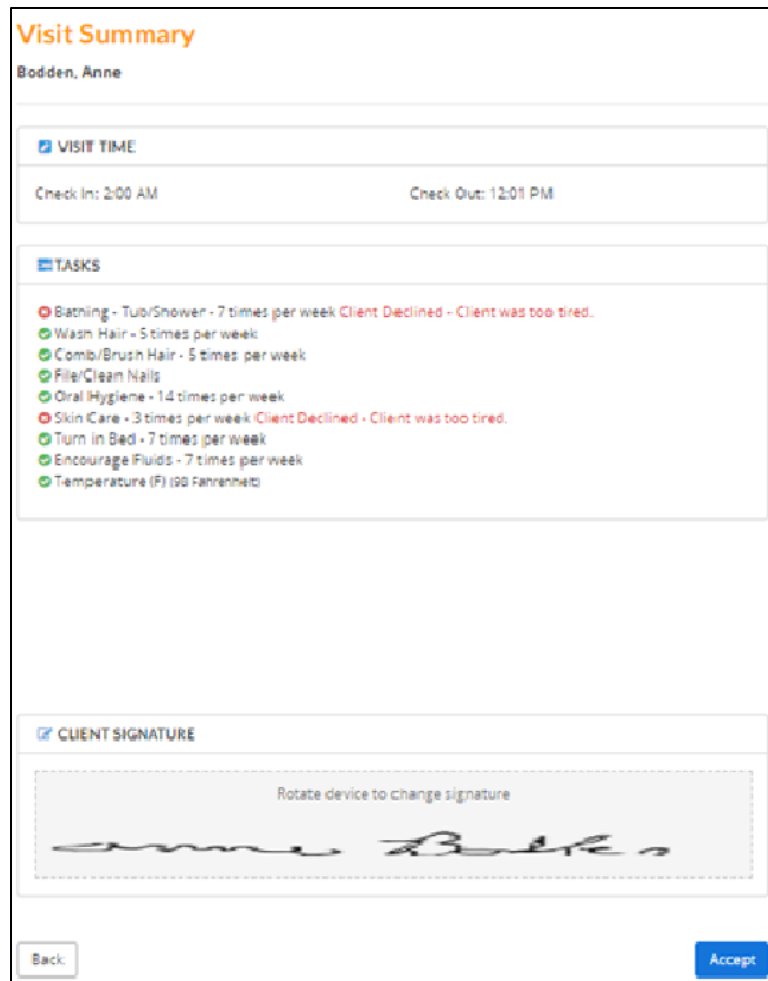 Visit Summary
Bodden, Anne
VISIT TIME
Check In: 2:00 AM Check Out: 12:01 PM
TASKS
Bathing - Tub/Shower - 7 times per week Client Declined - Client was too tired.
Wash Hair - 5 times per week
Comb/Brush Hair - 5 times per week
File/Clean Nails
Oral Hygiene - 14 times per week
Skin Care - 3 times per week Client Declined - Client was too tired.
Turn in Bed - 7 times per week
Encourage Fluids - 7 times per week
Temperature (F) (98 Fahrenheit)
CLIENT SIGNATURE
Rotate device to change signature
anne Bodden
Back
Accept